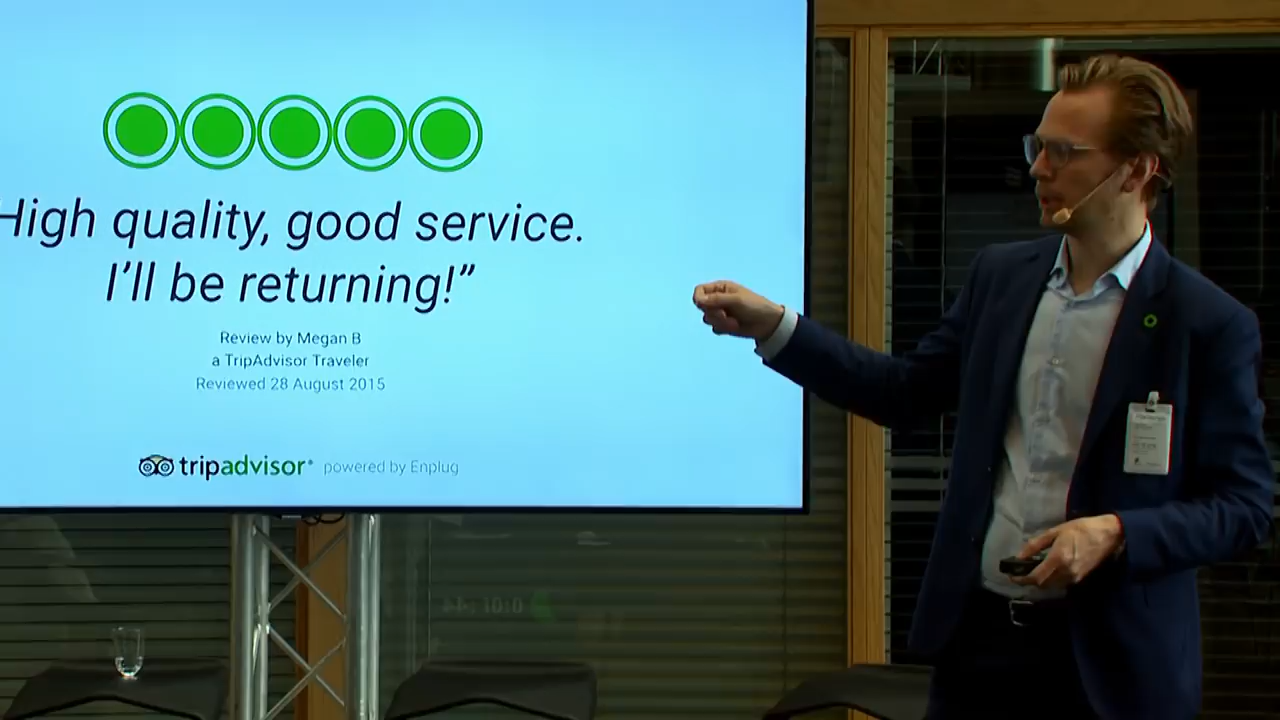 High quality, good service.
I'll be returning!”
Review by Megan B
a TripAdvisor Traveler
Reviewed 28 August 2015
tripadvisor® powered by Enplug